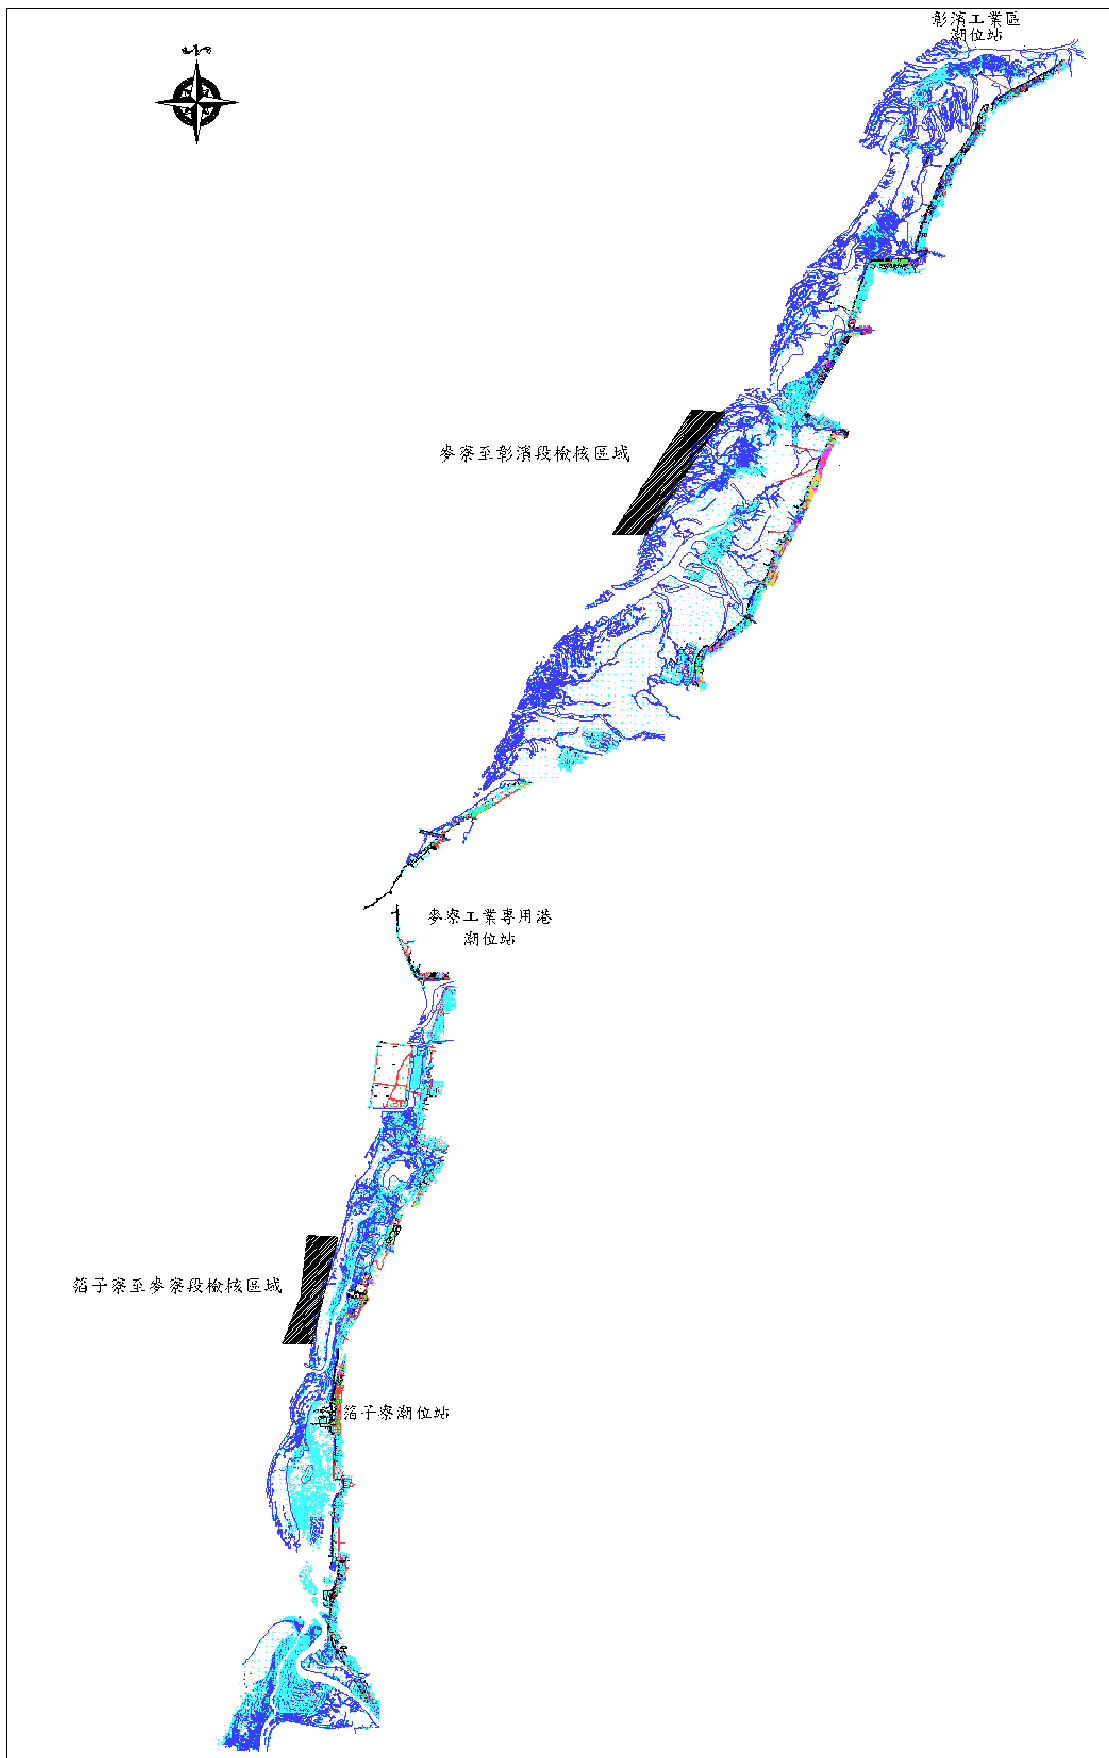 彰濱工業區
潮位站
麥寮至彰濱段檢核區域
麥寮工業專用港
潮位站
箔子寮至麥寮段檢核區域
箔子寮潮位站